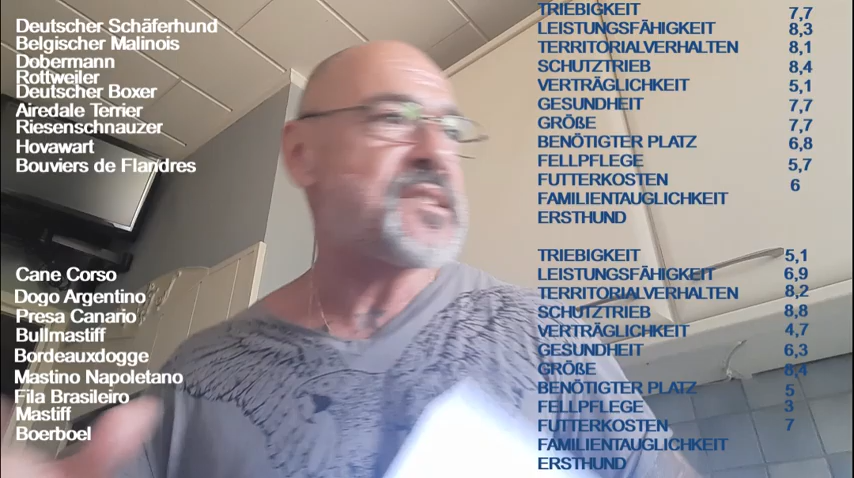 Deutscher Schäferhund
Belgischer Malinois
Dobermann
Rottweiler
Deutscher Boxer
Airedale Terrier
Riesenschnauzer
Hovawart
Bouviers de Flandres
TRIEBIGKEIT 7,7
LEISTUNGSFÄHIGKEIT 8,3
TERRITORIALVERHALTEN 8,1
SCHUTZTRIEB 8,4
VERTRÄGLICHKEIT 5,1
GESUNDHEIT 7,7
GRÖßE 7,7
BENÖTIGTER PLATZ 6,8
FELLPFLEGE 5,7
FUTTERKOSTEN 6
FAMILIENTAUGLICHKEIT
ERSTHUND
Cane Corso
Dogo Argentino
Presa Canario
Bullmastiff
Bordeauxdogge
Mastino Napoletano
Fila Brasileiro
Mastiff
Boerboel
TRIEBIGKEIT 5,1
LEISTUNGSFÄHIGKEIT 6,9
TERRITORIALVERHALTEN 8,2
SCHUTZTRIEB 8,8
VERTRÄGLICHKEIT 4,7
GESUNDHEIT 6,3
GRÖßE 8,4
BENÖTIGTER PLATZ 5
FELLPFLEGE 3
FUTTERKOSTEN 7
FAMILIENTAUGLICHKEIT
ERSTHUND